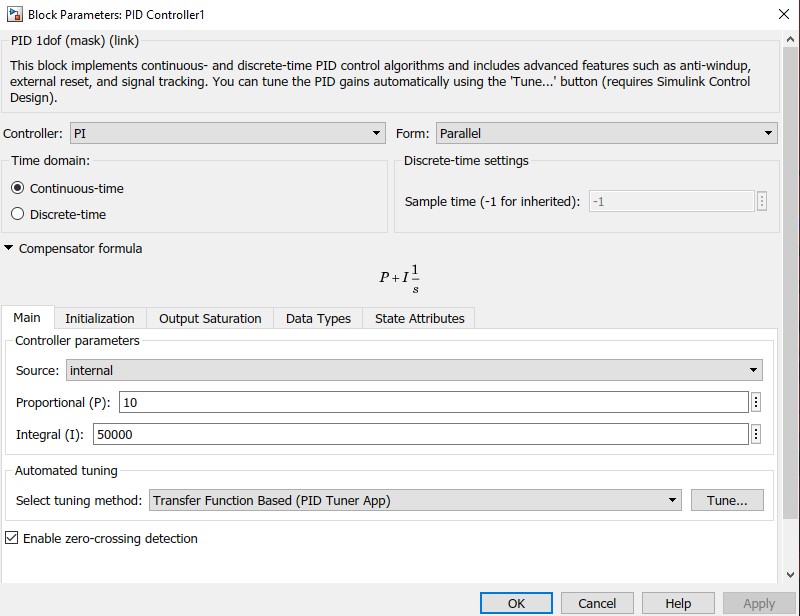 Block Parameters: PID Controller1
PID 1dof (mask) (link)
This block implements continuous- and discrete-time PID control algorithms and includes advanced features such as anti-windup,
external reset, and signal tracking. You can tune the PID gains automatically using the 'Tune...' button (requires Simulink Control
Design).
Controller: PI Form: Parallel
Time domain: Discrete-time settings
Continuous-time
Sample time (-1 for inherited): -1
Discrete-time
Compensator formula
P + I 1/s
Main Initialization Output Saturation Data Types State Attributes
Controller parameters
Source: internal
Proportional (P): 10
Integral (I): 50000
Automated tuning
Select tuning method: Transfer Function Based (PID Tuner App) Tune...
Enable zero-crossing detection
OK Cancel Help Apply